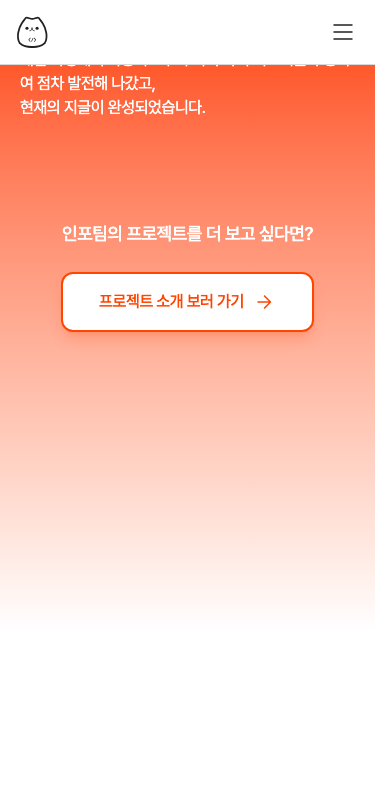 여 점차 발전해 나갔고,
현재의 지글이 완성되었습니다.
인포팀의 프로젝트를 더 보고 싶다면?
프로젝트 소개 보러 가기